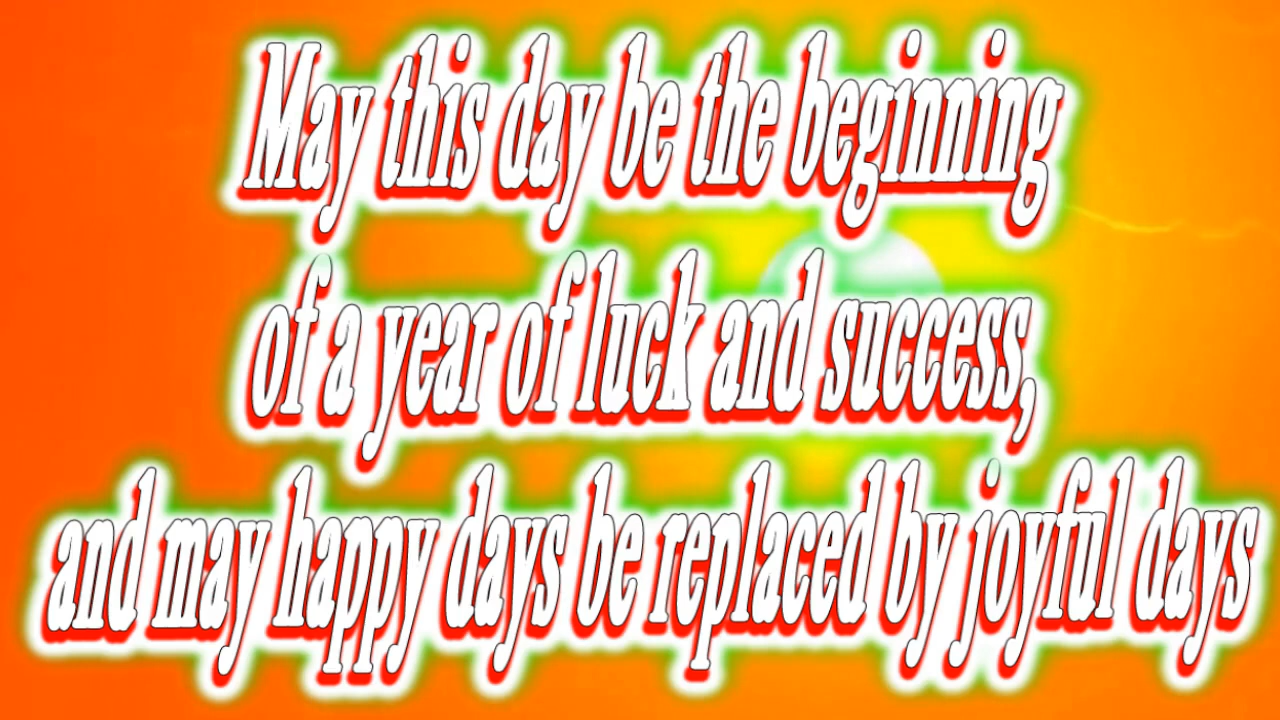 May this day be the beginning
of a year of luck and success,
and may happy days be replaced by joyful days